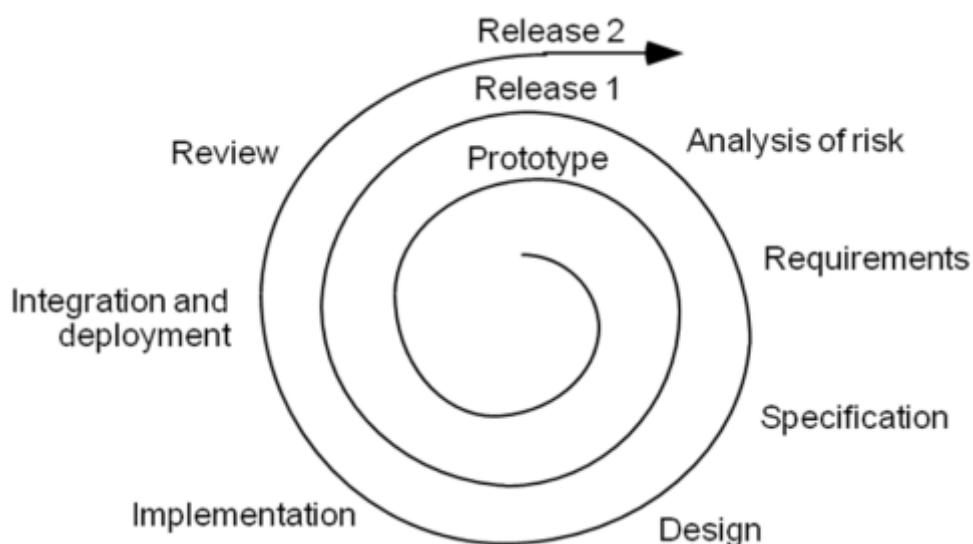 Release 2
Release 1
Prototype
Analysis of risk
Requirements
Specification
Design
Implementation
Integration and
deployment
Review